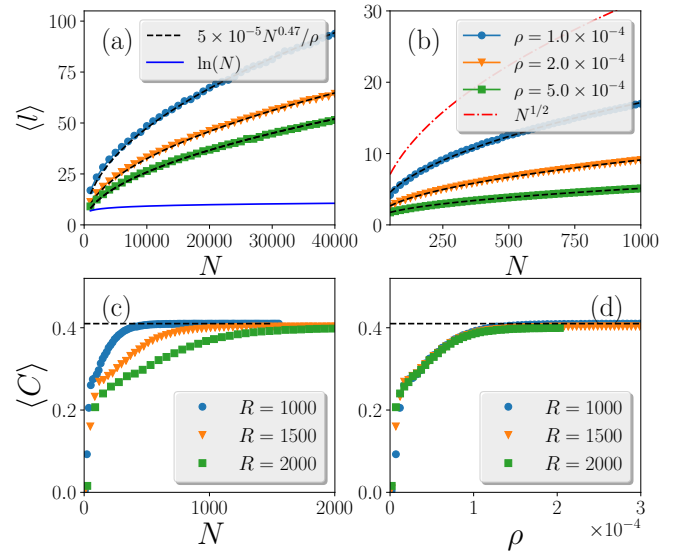 (a)
5 × 10⁻⁵N⁰·⁴⁷/ρ
ln(N)
⟨l⟩
100
75
50
25
0
0 10000 20000 30000 40000
N
(b)
ρ = 1.0 × 10⁻⁴
ρ = 2.0 × 10⁻⁴
ρ = 5.0 × 10⁻⁴
N¹/²
30
20
10
0
250 500 750 1000
N
(c)
⟨C⟩
0.4
0.2
0.0
R = 1000
R = 1500
R = 2000
0 1000 2000
N
(d)
0.4
0.2
0.0
R = 1000
R = 1500
R = 2000
0 1 2 3
×10⁻⁴
ρ